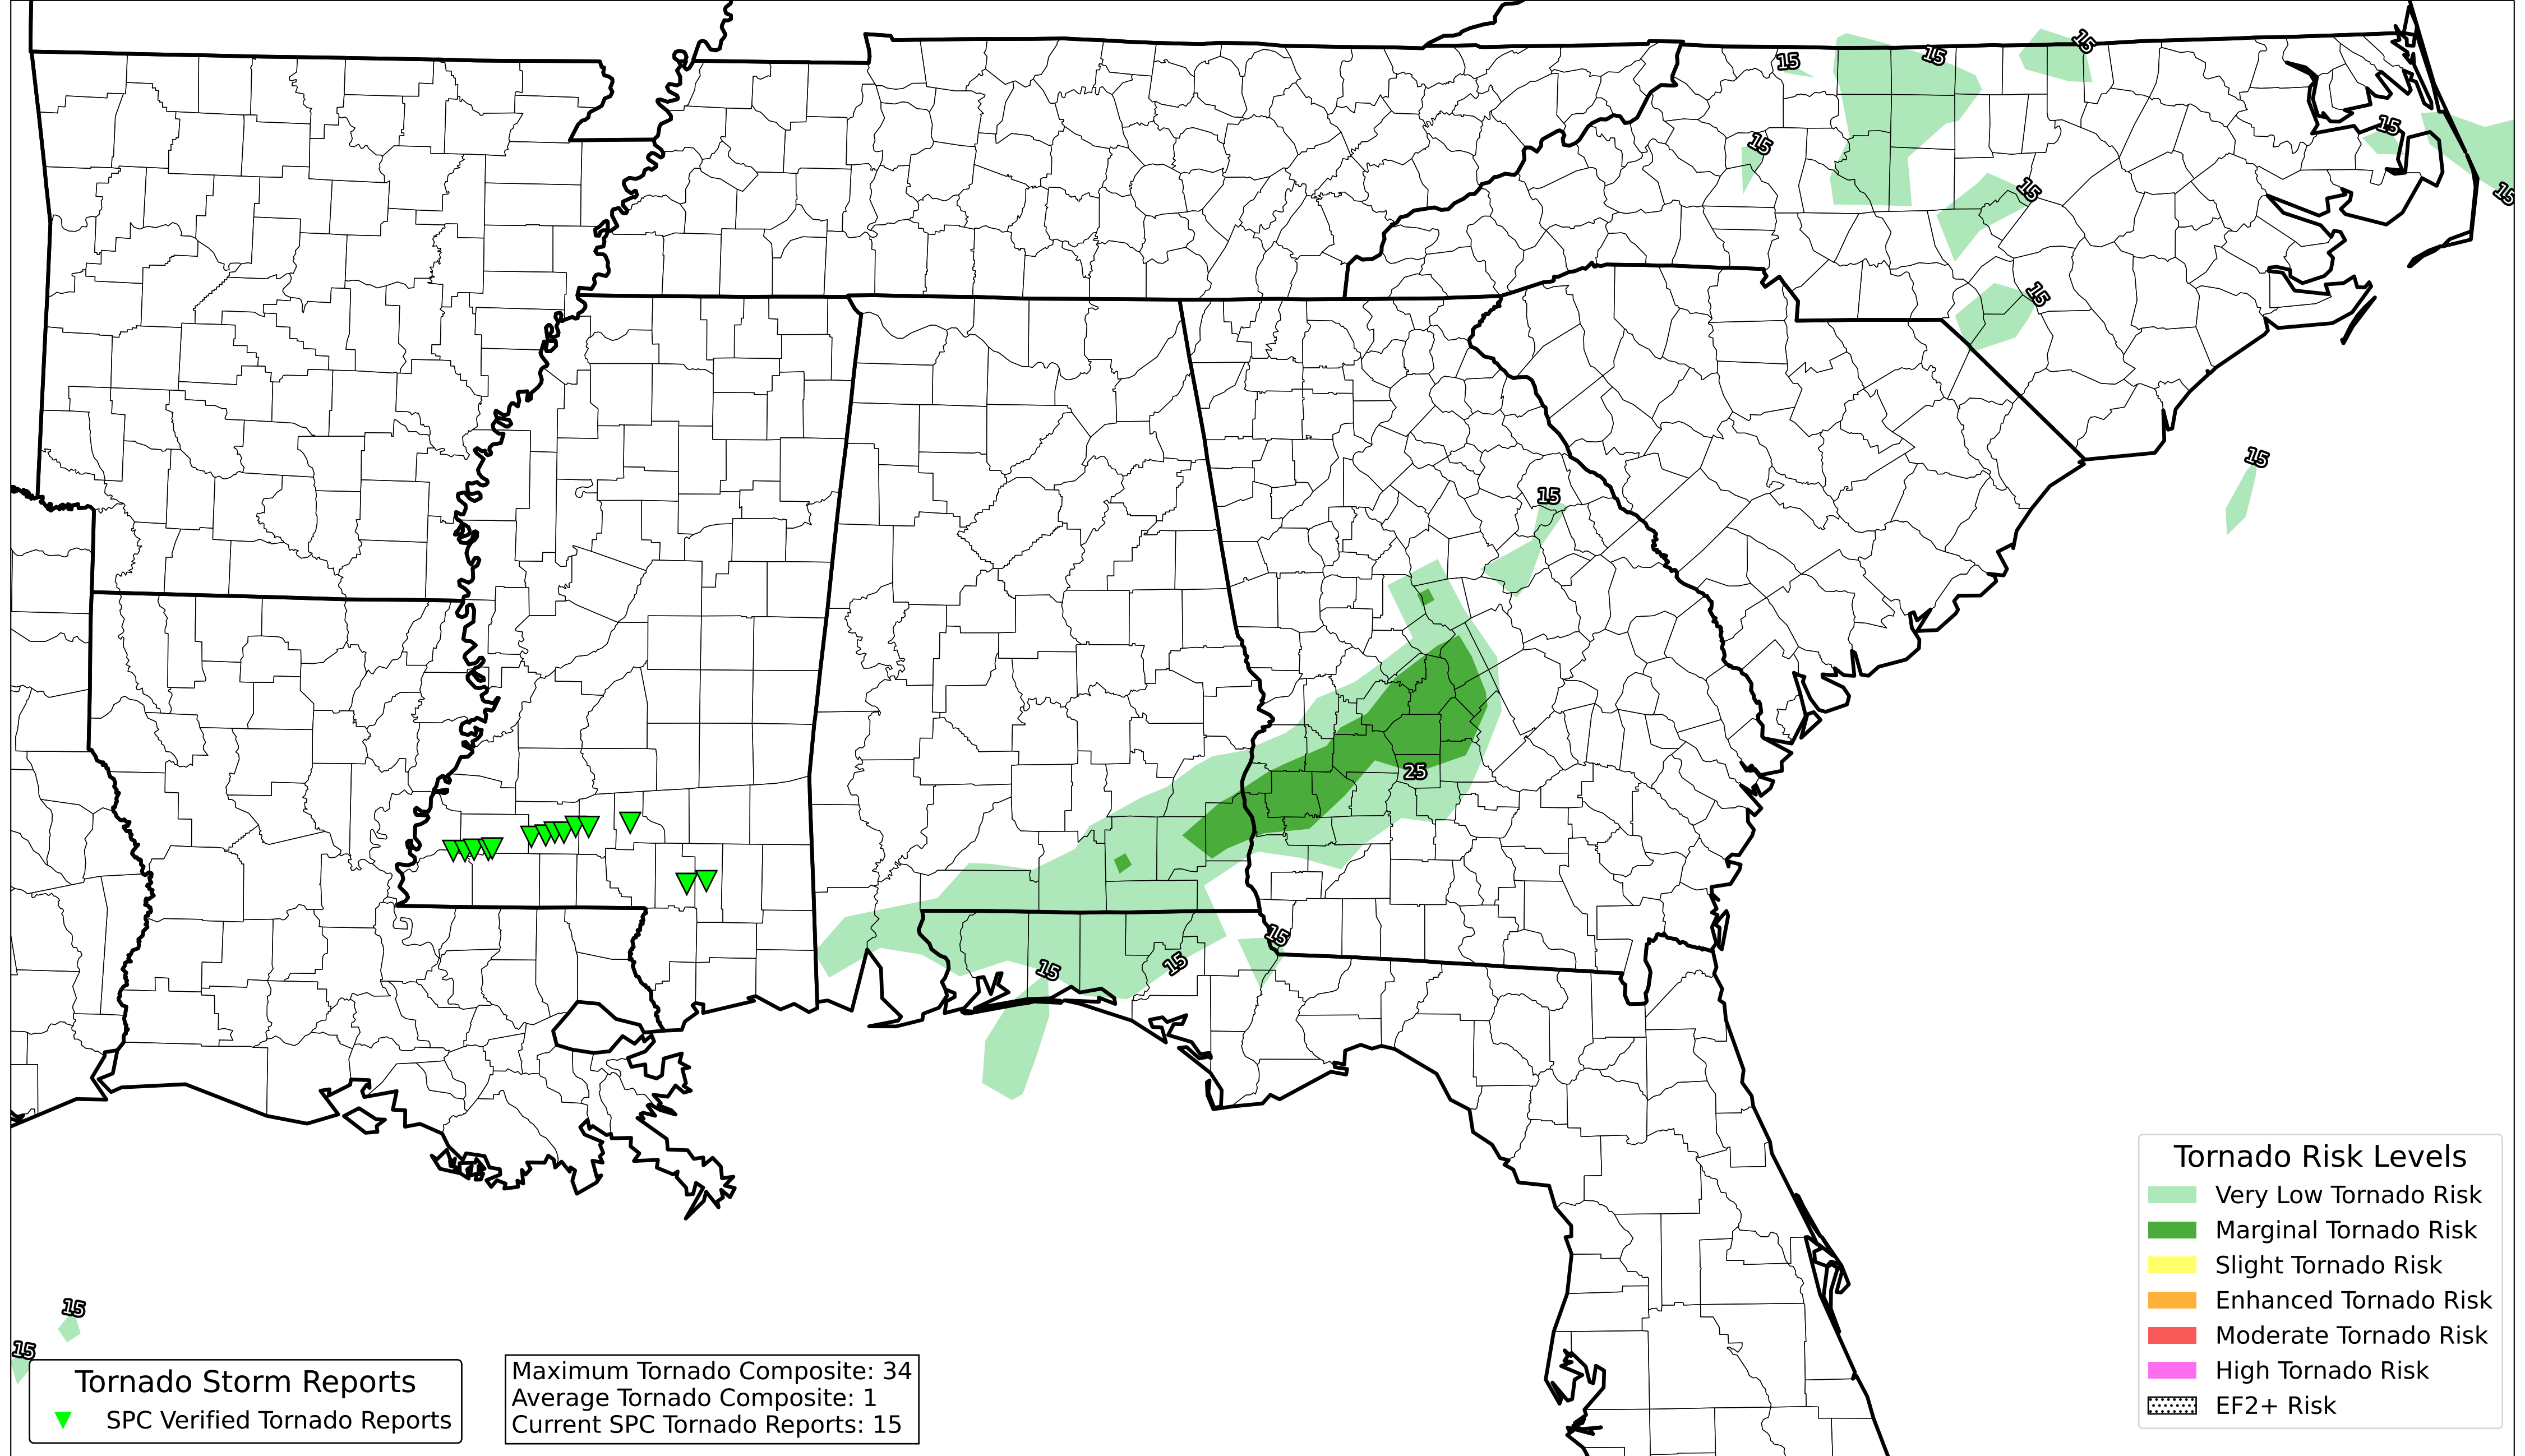 15
15
15
15
15
15
15
15
15
15
15
25
15
15
15
15
15
Tornado Storm Reports
SPC Verified Tornado Reports
Maximum Tornado Composite: 34
Average Tornado Composite: 1
Current SPC Tornado Reports: 15
Tornado Risk Levels
Very Low Tornado Risk
Marginal Tornado Risk
Slight Tornado Risk
Enhanced Tornado Risk
Moderate Tornado Risk
High Tornado Risk
EF2+ Risk